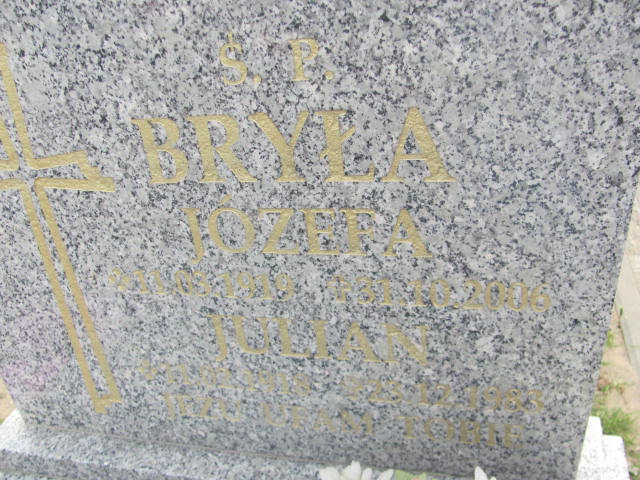 Ś. P.
BRYŁA
JÓZEFA
11.03.1919 31.10.2006
JULIAN
23.12.1983
JEZU UFAM TOBIE